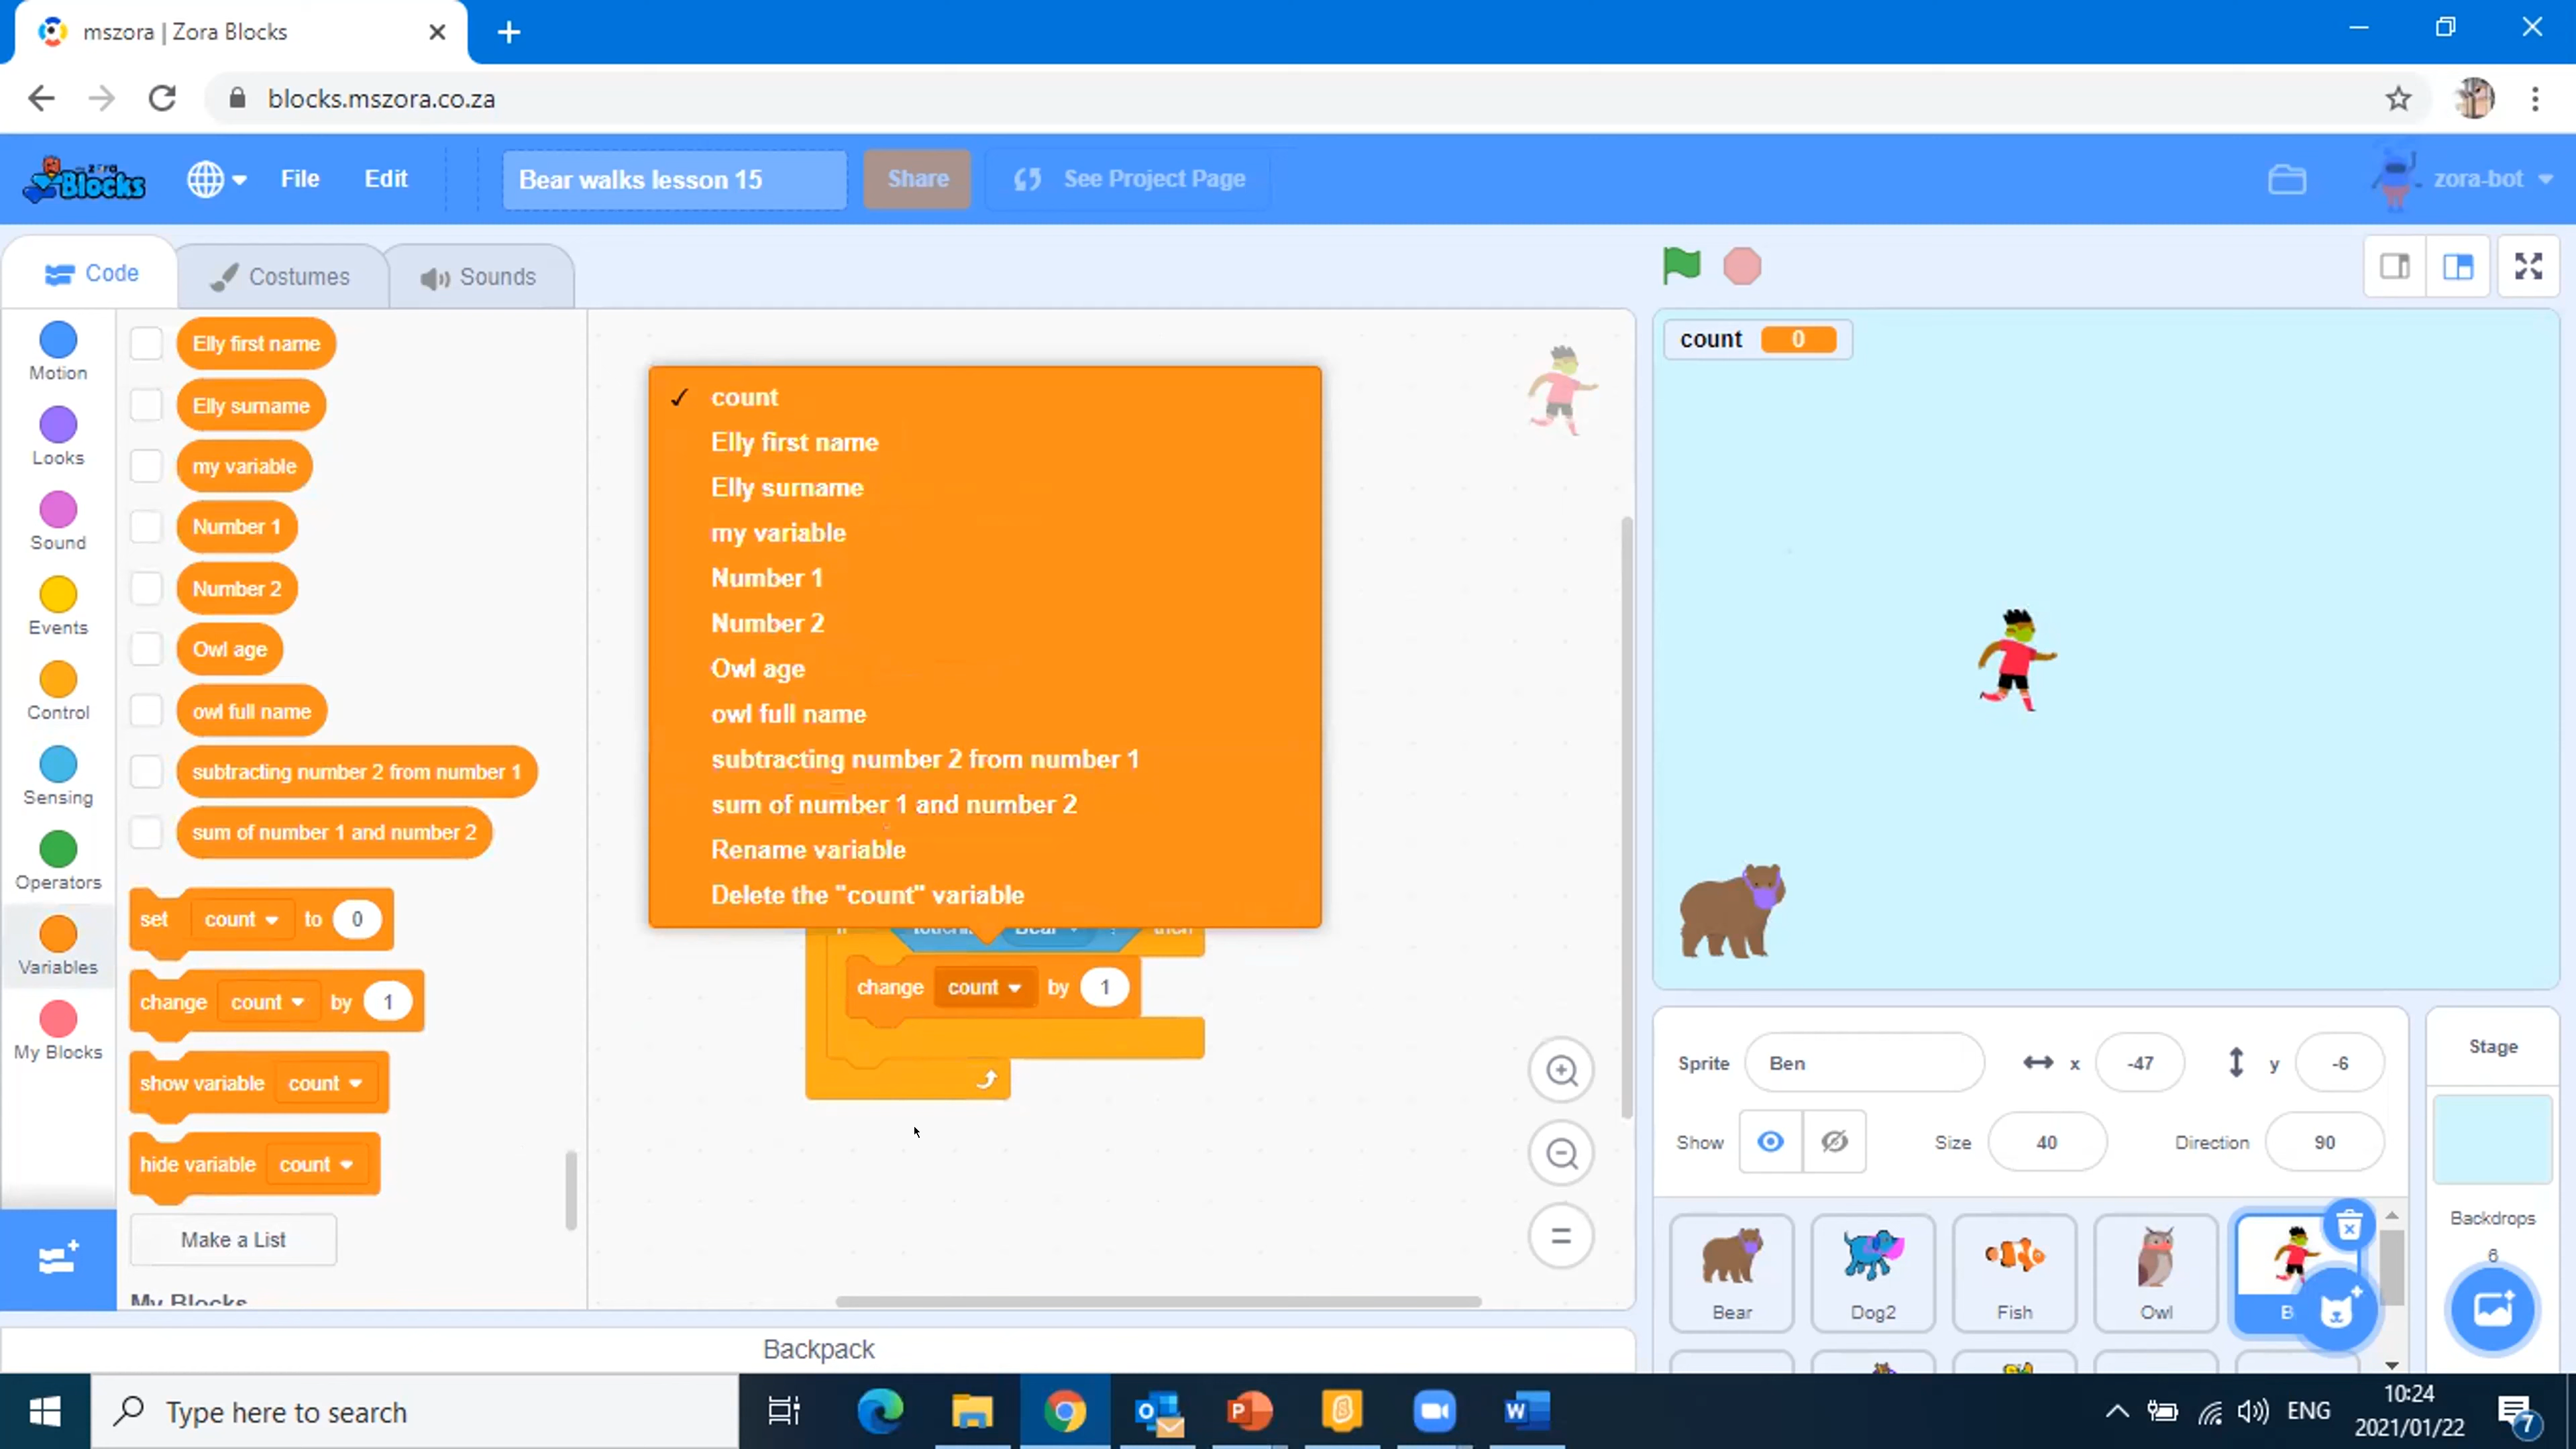 mszora | Zora Blocks
blocks.mszora.co.za
Blocks
File
Edit
Bear walks lesson 15
Share
See Project Page
zora-bot
Code
Costumes
Sounds
Motion
Looks
Sound
Events
Control
Sensing
Operators
Variables
My Blocks
Elly first name
Elly surname
my variable
Number 1
Number 2
Owl age
owl full name
subtracting number 2 from number 1
sum of number 1 and number 2
set count to 0
change count by 1
show variable count
hide variable count
Make a List
My Blocks
✓ count
Elly first name
Elly surname
my variable
Number 1
Number 2
Owl age
owl full name
subtracting number 2 from number 1
sum of number 1 and number 2
Rename variable
Delete the "count" variable
Bear ? then
change count by 1
Backpack
count 0
Sprite Ben x -47 y -6
Show Size 40 Direction 90
Bear
Dog2
Fish
Owl
Stage
Backdrops
6
Type here to search
ENG
10:24
2021/01/22
7